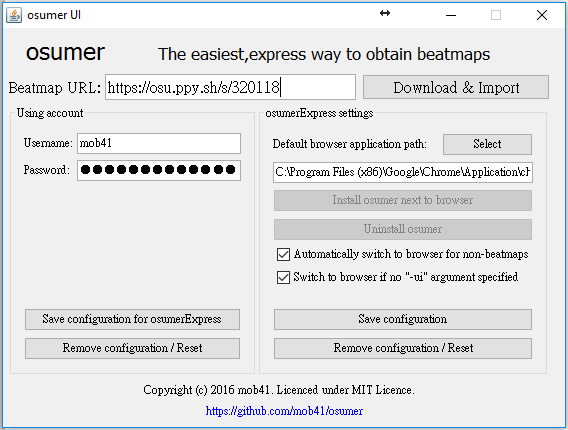 osumer UI
osumer The easiest,express way to obtain beatmaps
Beatmap URL: https://osu.ppy.sh/s/320118 Download & Import
Using account
Username: mob41
Password: ●●●●●●●●●●●●●
Save configuration for osumerExpress
Remove configuration / Reset
osumerExpress settings
Default browser application path: Select
C:\Program Files (x86)\Google\Chrome\Application\ch
Install osumer next to browser
Uninstall osumer
Automatically switch to browser for non-beatmaps
Switch to browser if no "-ui" argument specified
Save configuration
Remove configuration / Reset
Copyright (c) 2016 mob41. Licenced under MIT Licence.
https://github.com/mob41/osumer